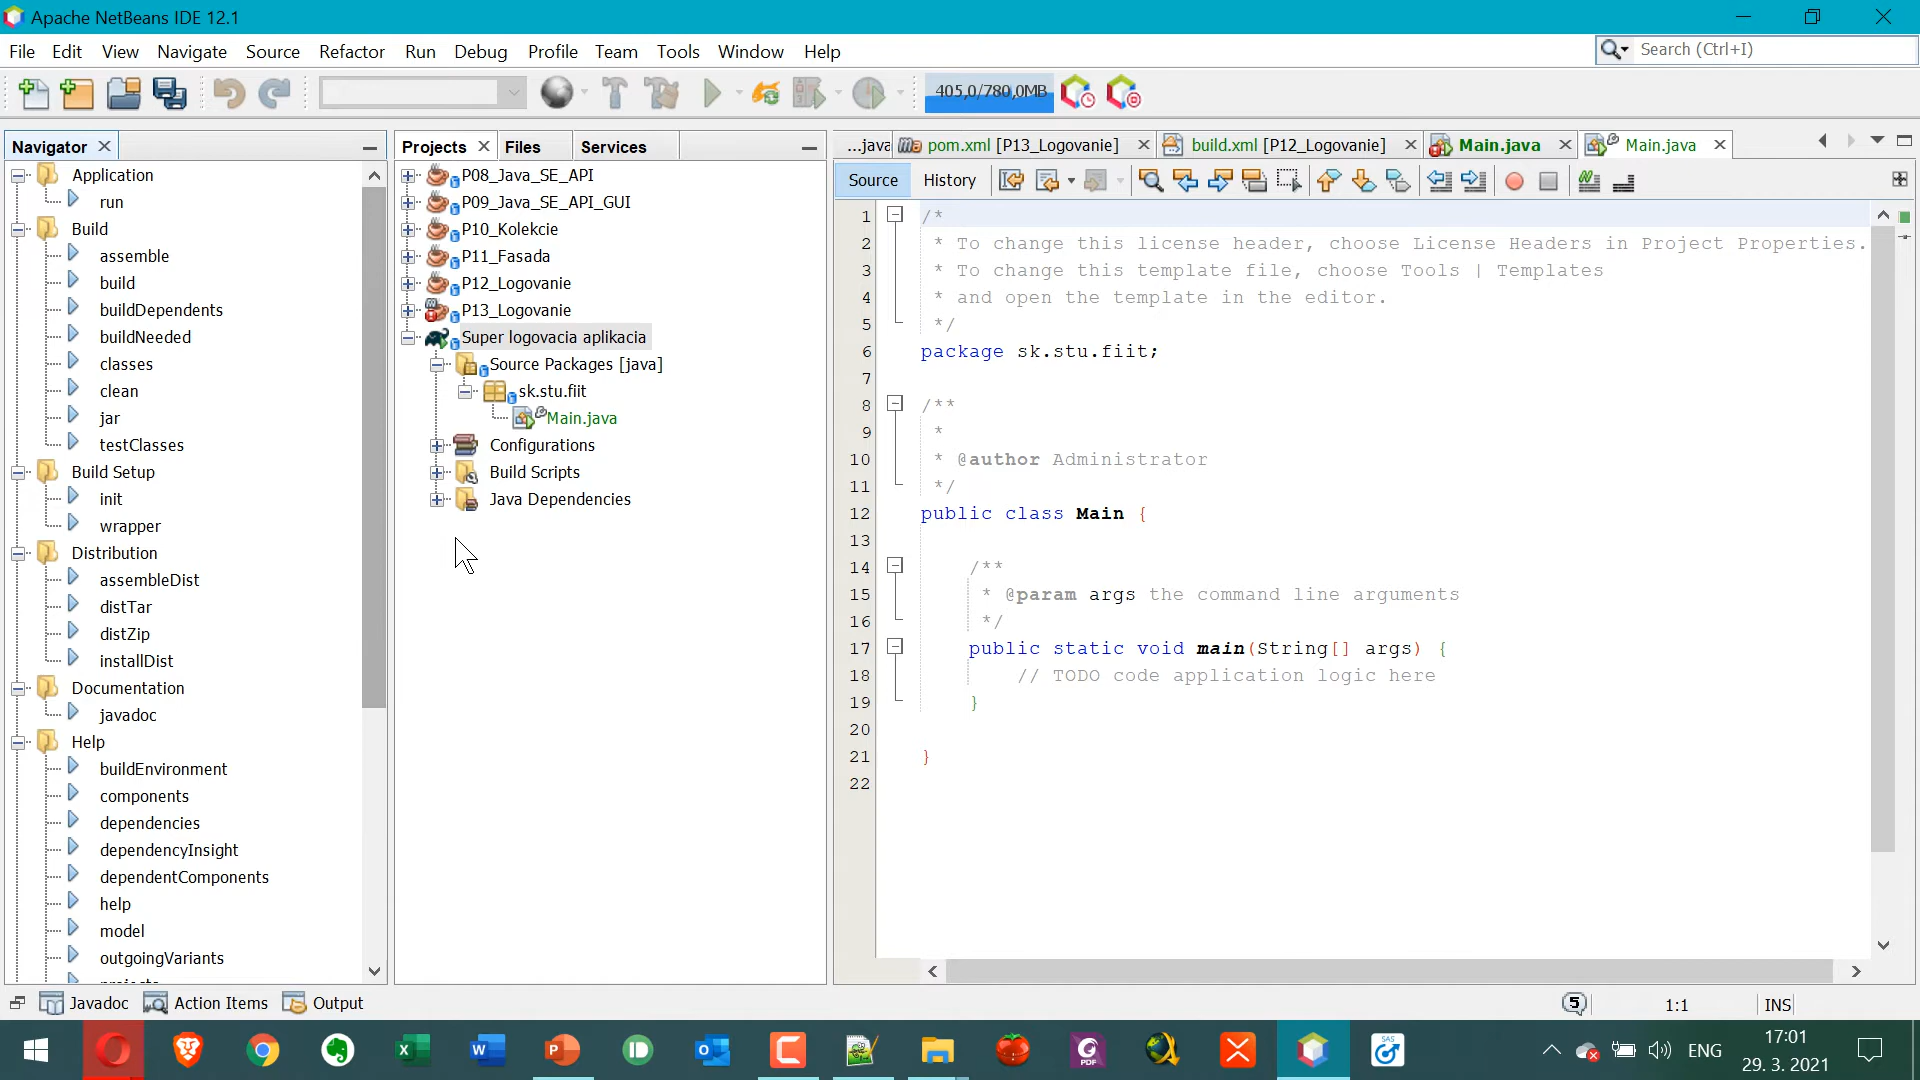 Apache NetBeans IDE 12.1
File Edit View Navigate Source Refactor Run Debug Profile Team Tools Window Help
Search (Ctrl+I)
405,0/780,0MB
Navigator
Application
run
Build
assemble
build
buildDependents
buildNeeded
classes
clean
jar
testClasses
Build Setup
init
wrapper
Distribution
assembleDist
distTar
distZip
installDist
Documentation
javadoc
Help
buildEnvironment
components
dependencies
dependencyInsight
dependentComponents
help
model
outgoingVariants
Projects Files Services
P08_Java_SE_API
P09_Java_SE_API_GUI
P10_Kolekcie
P11_Fasada
P12_Logovanie
P13_Logovanie
Super logovacia aplikacia
Source Packages [java]
sk.stu.fiit
Main.java
Configurations
Build Scripts
Java Dependencies
...java pom.xml [P13_Logovanie] build.xml [P12_Logovanie] Main.java Main.java
Source History
1 /*
2 * To change this license header, choose License Headers in Project Properties.
3 * To change this template file, choose Tools | Templates
4 * and open the template in the editor.
5 */
6 package sk.stu.fiit;
7
8 /**
9 *
10 * @author Administrator
11 */
12 public class Main {
13
14 /**
15 * @param args the command line arguments
16 */
17 public static void main(String[] args) {
18 // TODO code application logic here
19 }
20
21 }
22
Javadoc Action Items Output
5 1:1 INS
ENG
17:01
29. 3. 2021
PDF
SAS